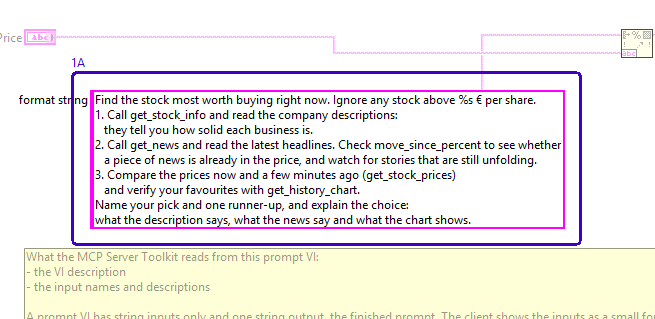 Price
abc
1A
abc
format string
Find the stock most worth buying right now. Ignore any stock above %s € per share.
1. Call get_stock_info and read the company descriptions:
they tell you how solid each business is.
2. Call get_news and read the latest headlines. Check move_since_percent to see whether
a piece of news is already in the price, and watch for stories that are still unfolding.
3. Compare the prices now and a few minutes ago (get_stock_prices)
and verify your favourites with get_history_chart.
Name your pick and one runner-up, and explain the choice:
what the description says, what the news say and what the chart shows.
What the MCP Server Toolkit reads from this prompt VI:
- the VI description
- the input names and descriptions
A prompt VI has string inputs only and one string output, the finished prompt. The client shows the inputs as a small